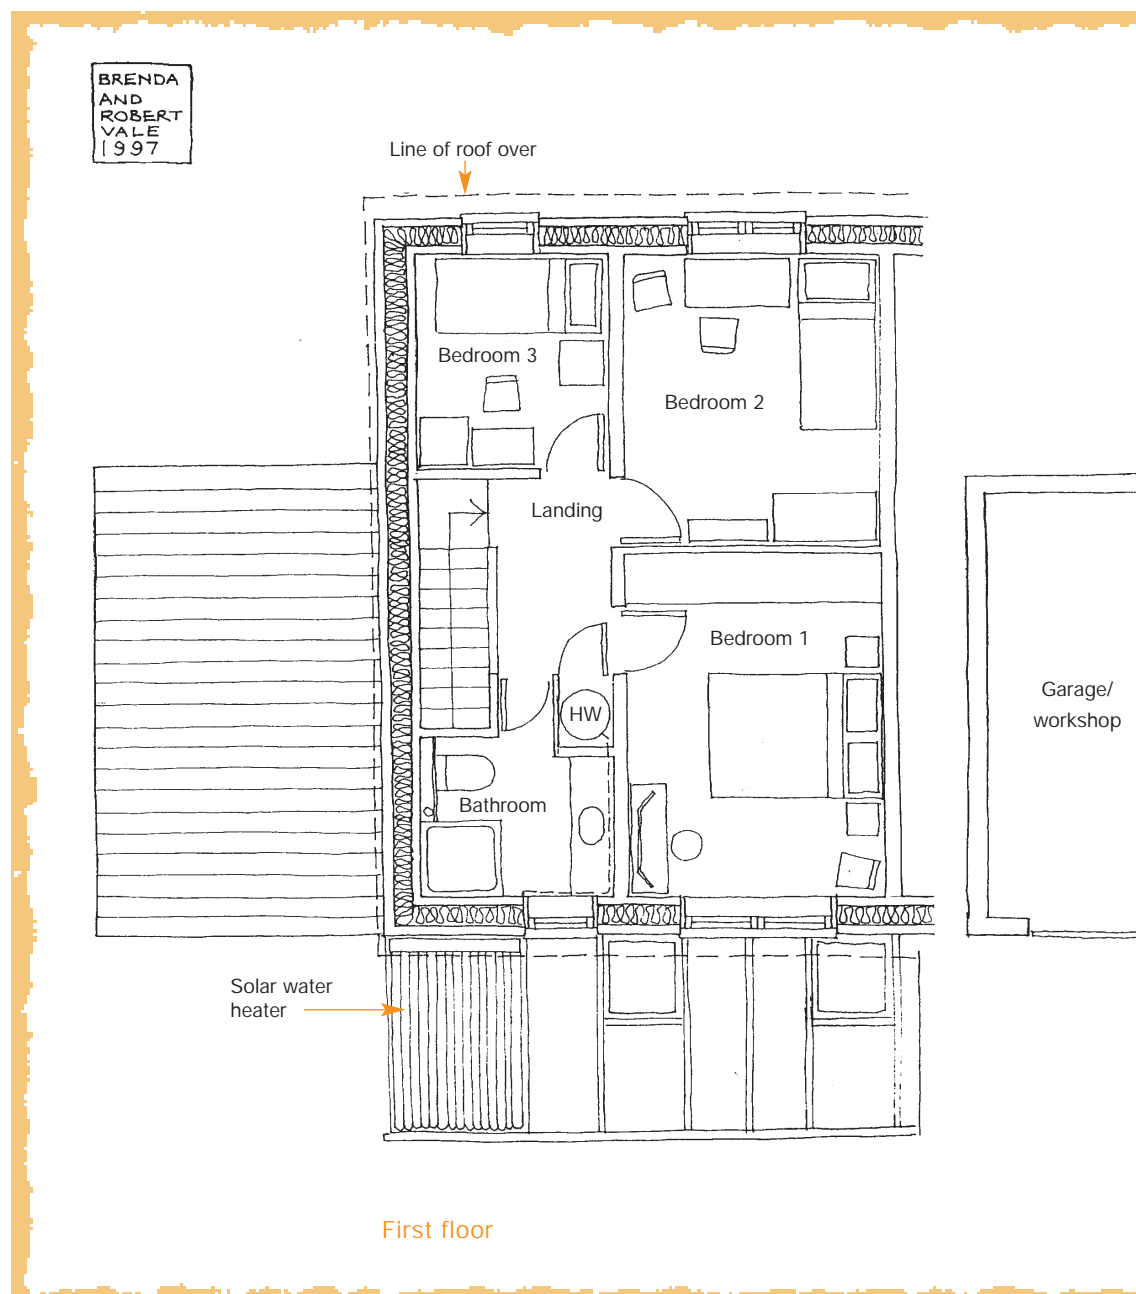 BRENDA
AND
ROBERT
VALE
1997
Line of roof over
Bedroom 3
Bedroom 2
Landing
Bedroom 1
Garage/
workshop
HW
Bathroom
Solar water
heater
First floor